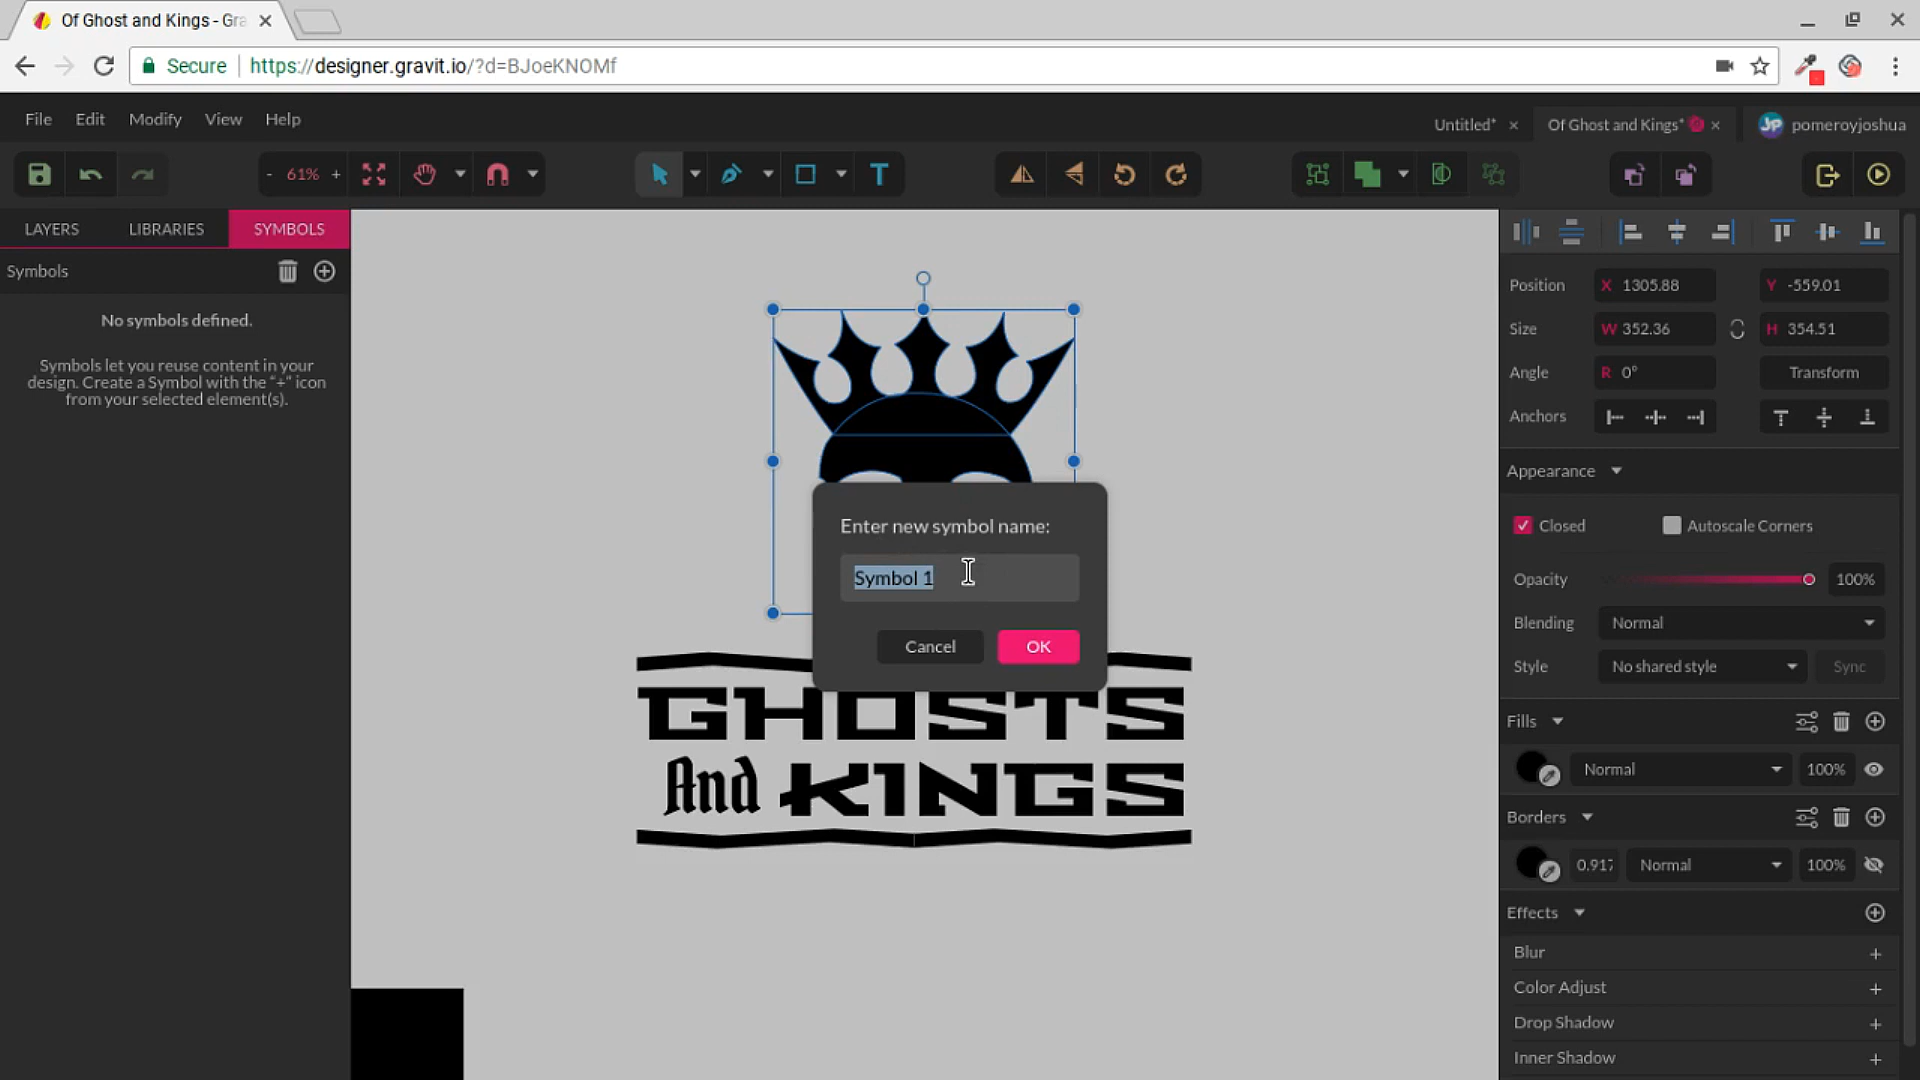 Of Ghost and Kings - Gra
Secure
https://designer.gravit.io/?d=BJoeKNOMf
File Edit Modify View Help
Untitled*
Of Ghost and Kings*
JP
pomeroyjoshua
- 61% +
T
LAYERS LIBRARIES SYMBOLS
Symbols
No symbols defined.
Symbols let you reuse content in your
design. Create a Symbol with the "+" icon
from your selected element(s).
Enter new symbol name:
Symbol 1
Cancel OK
GHOSTS
And KINGS
Position X 1305.88 Y -559.01
Size W 352.36 H 354.51
Angle R 0° Transform
Anchors
Appearance
Closed Autoscale Corners
Opacity 100%
Blending Normal
Style No shared style Sync
Fills
Normal 100%
Borders
0.917 Normal 100%
Effects
Blur +
Color Adjust +
Drop Shadow +
Inner Shadow +